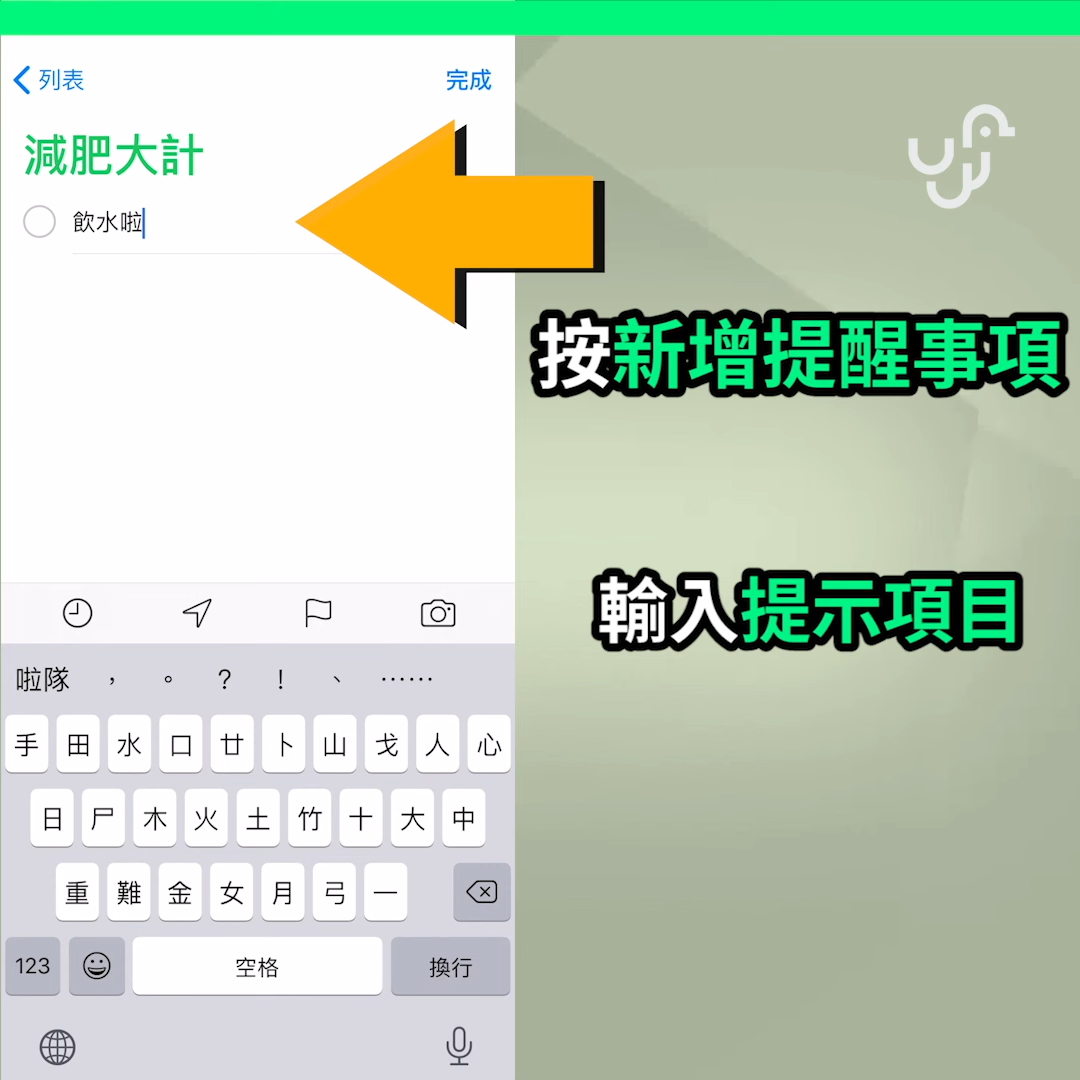 列表
完成
減肥大計
飲水啦
按新增提醒事項
輸入提示項目
啦隊 , 。 ? ! 、 ……
手 田 水 口 廿 卜 山 戈 人 心
日 尸 木 火 土 竹 十 大 中
重 難 金 女 月 弓 一
123 空格 換行